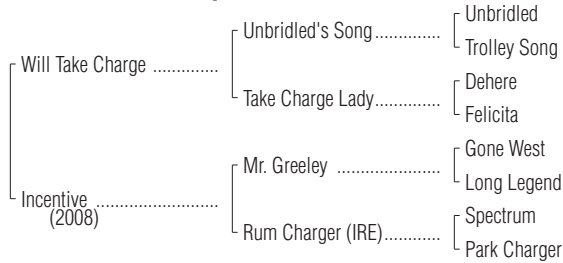 Unbridled
Unbridled's Song..............
Trolley Song
Will Take Charge ..............
Dehere
Take Charge Lady..............
Felicita
Gone West
Mr. Greeley ......................
Long Legend
Incentive ..........................
(2008)
Spectrum
Rum Charger (IRE)............
Park Charger